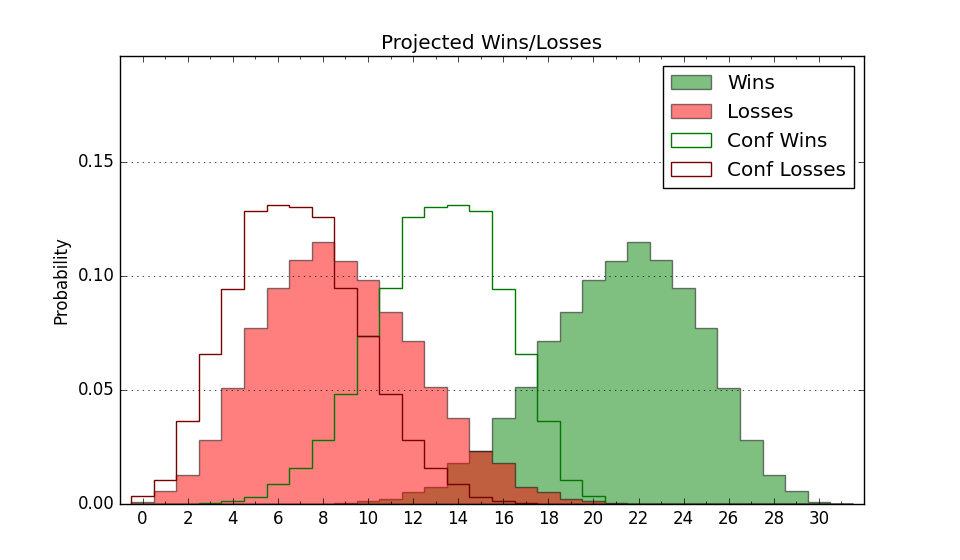 Projected Wins/Losses
Wins
Losses
Conf Wins
Conf Losses
Probability
0.15
0.10
0.05
0.00
0 2 4 6 8 10 12 14 16 18 20 22 24 26 28 30